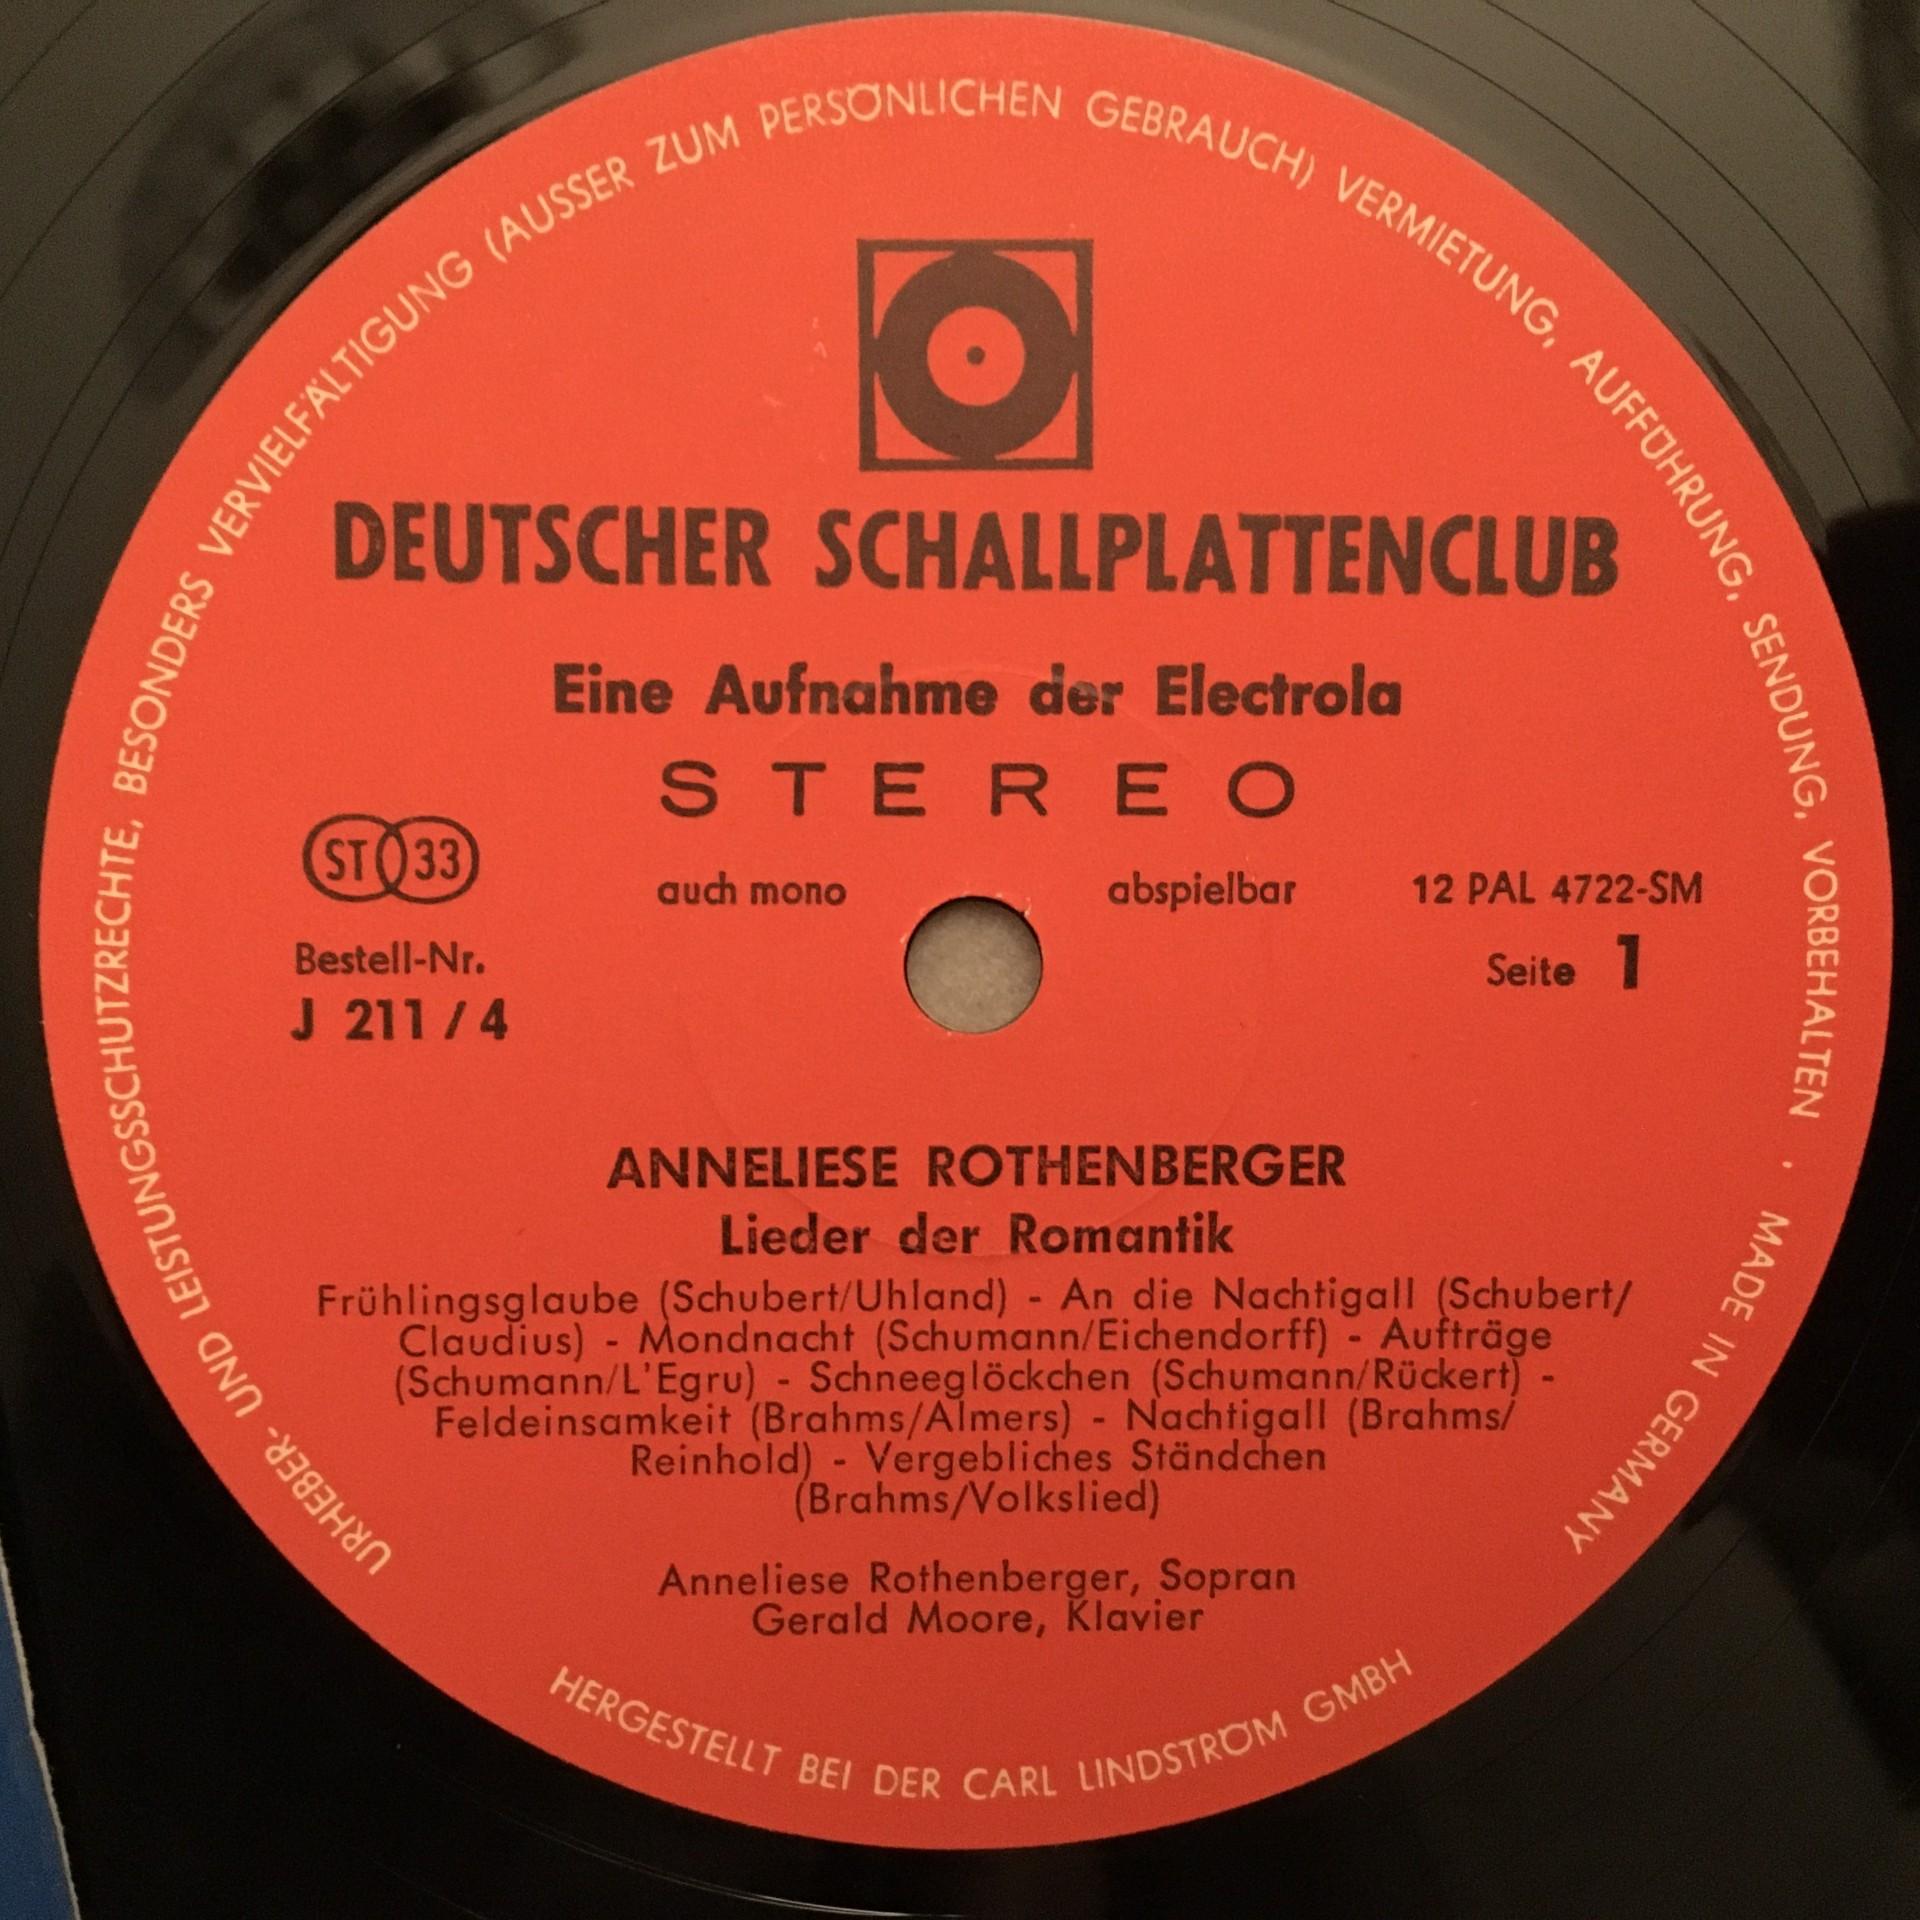 URHEBER- UND LEISTUNGSSCHUTZRECHTE, BESONDERS VERVIELFÄLTIGUNG (AUSSER ZUM PERSÖNLICHEN GEBRAUCH) VERMIETUNG, AUFFÜHRUNG, SENDUNG, VORBEHALTEN · MADE IN GERMANY
DEUTSCHER SCHALLPLATTENCLUB
Eine Aufnahme der Electrola
STEREO
ST 33
auch mono abspielbar
12 PAL 4722-SM
Bestell-Nr.
J 211 / 4
Seite 1
ANNELIESE ROTHENBERGER
Lieder der Romantik
Frühlingsglaube (Schubert/Uhland) - An die Nachtigall (Schubert/
Claudius) - Mondnacht (Schumann/Eichendorff) - Aufträge
(Schumann/L'Egru) - Schneeglöckchen (Schumann/Rückert) -
Feldeinsamkeit (Brahms/Almers) - Nachtigall (Brahms/
Reinhold) - Vergebliches Ständchen
(Brahms/Volkslied)
Anneliese Rothenberger, Sopran
Gerald Moore, Klavier
HERGESTELLT BEI DER CARL LINDSTRÖM GMBH